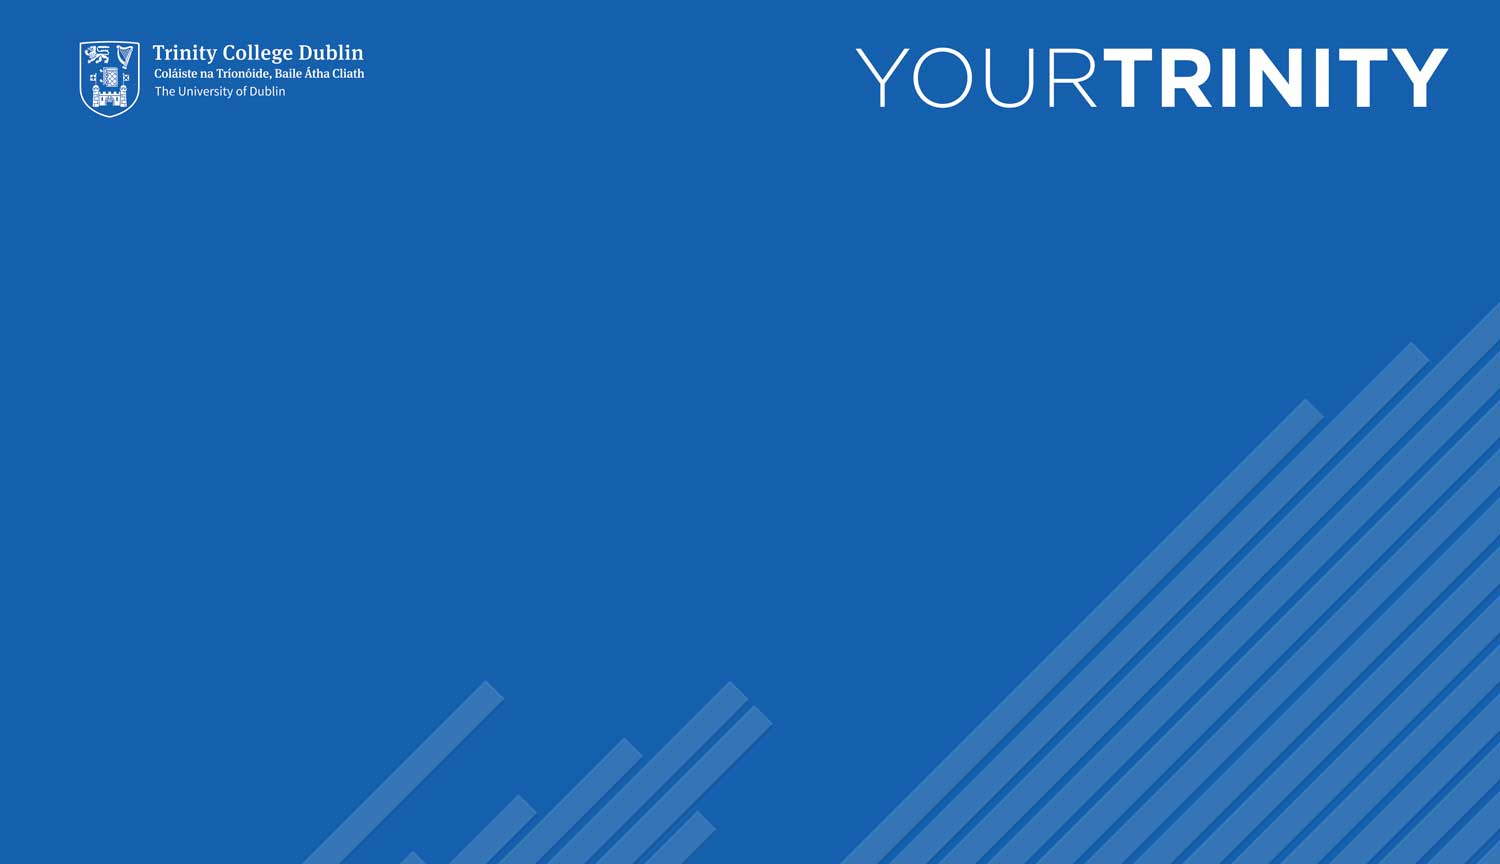 Trinity College Dublin
Coláiste na Tríonóide, Baile Átha Cliath
The University of Dublin
YOURTRINITY